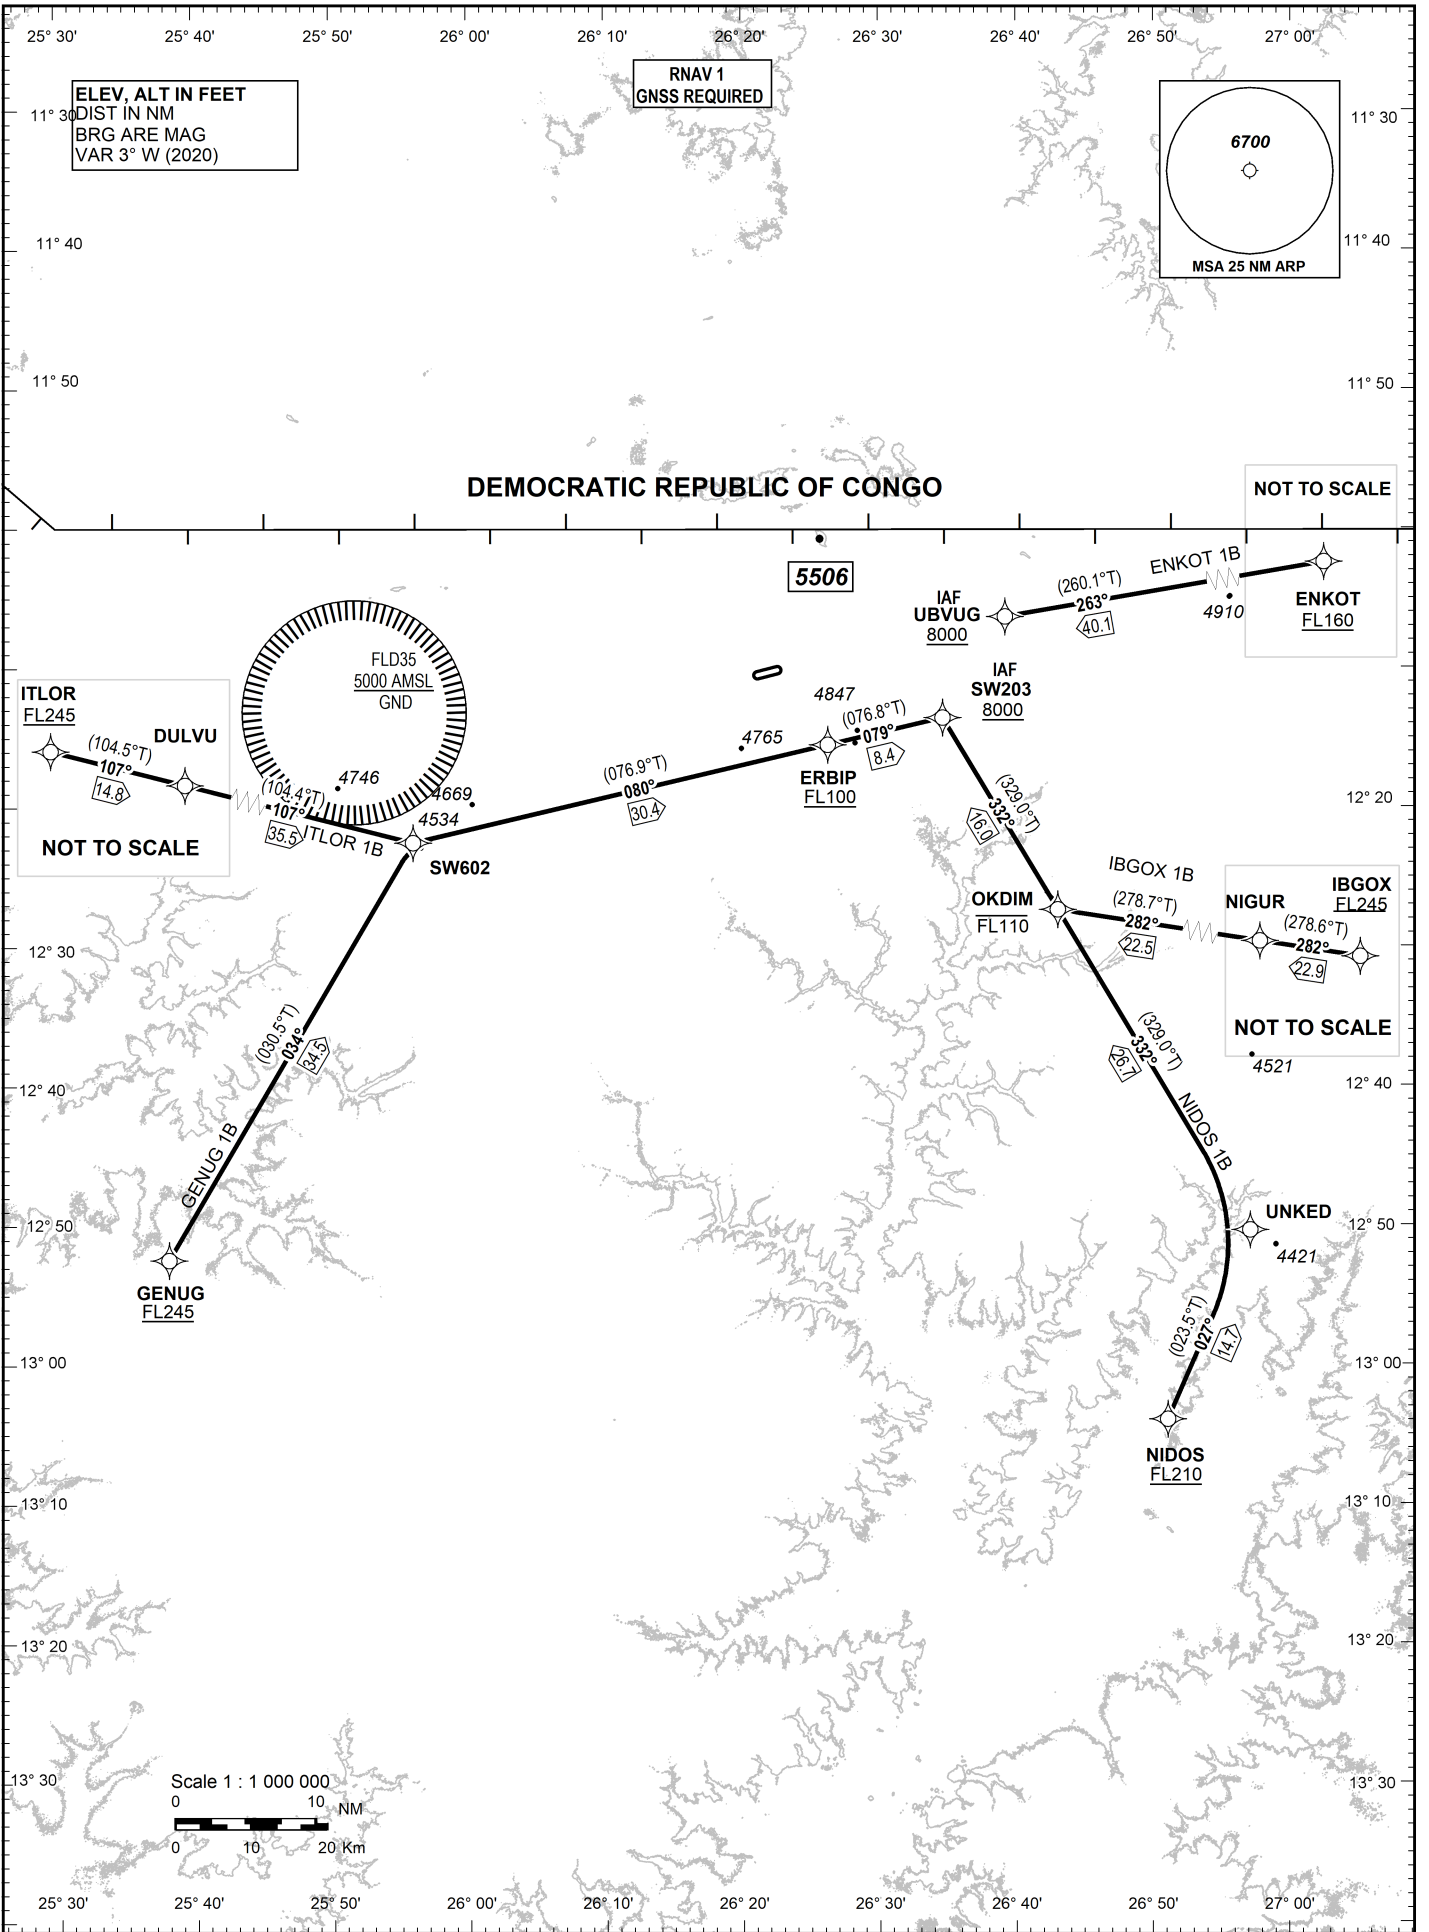 25° 30' 25° 40' 25° 50' 26° 00' 26° 10' 26° 20' 26° 30' 26° 40' 26° 50' 27° 00'
RNAV 1
GNSS REQUIRED
ELEV, ALT IN FEET
DIST IN NM
BRG ARE MAG
VAR 3° W (2020)
11° 30
11° 30
6700
MSA 25 NM ARP
11° 40
11° 40
11° 50
11° 50
DEMOCRATIC REPUBLIC OF CONGO
NOT TO SCALE
5506
ENKOT 1B
(260.1°T)
263°
40.1
4910
ENKOT
FL160
IAF
UBVUG
8000
FLD35
5000 AMSL
GND
IAF
SW203
8000
ITLOR
FL245
(104.5°T)
107°
14.8
DULVU
NOT TO SCALE
4746
(104.4°T)
107°
35.5
ITLOR 1B
4669
4534
SW602
(076.9°T)
080°
30.4
4765
4847
(076.8°T)
079°
8.4
ERBIP
FL100
12° 20
(329.0°T)
332°
16.0
IBGOX 1B
(278.7°T)
282°
22.5
OKDIM
FL110
NIGUR
IBGOX
FL245
(278.6°T)
282°
22.9
NOT TO SCALE
4521
12° 30
(030.5°T)
034°
34.5
(329.0°T)
332°
26.7
12° 40
12° 40
GENUG 1B
NIDOS 1B
12° 50
12° 50
UNKED
4421
GENUG
FL245
(023.5°T)
027°
14.7
13° 00
13° 00
NIDOS
FL210
13° 10
13° 10
13° 20
13° 20
13° 30
13° 30
Scale 1 : 1 000 000
0 10 NM
0 10 20 Km
25° 30' 25° 40' 25° 50' 26° 00' 26° 10' 26° 20' 26° 30' 26° 40' 26° 50' 27° 00'